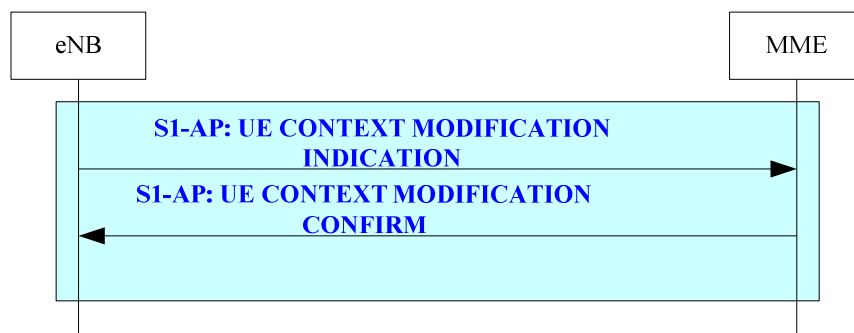 eNB
MME
S1-AP: UE CONTEXT MODIFICATION
INDICATION
S1-AP: UE CONTEXT MODIFICATION
CONFIRM